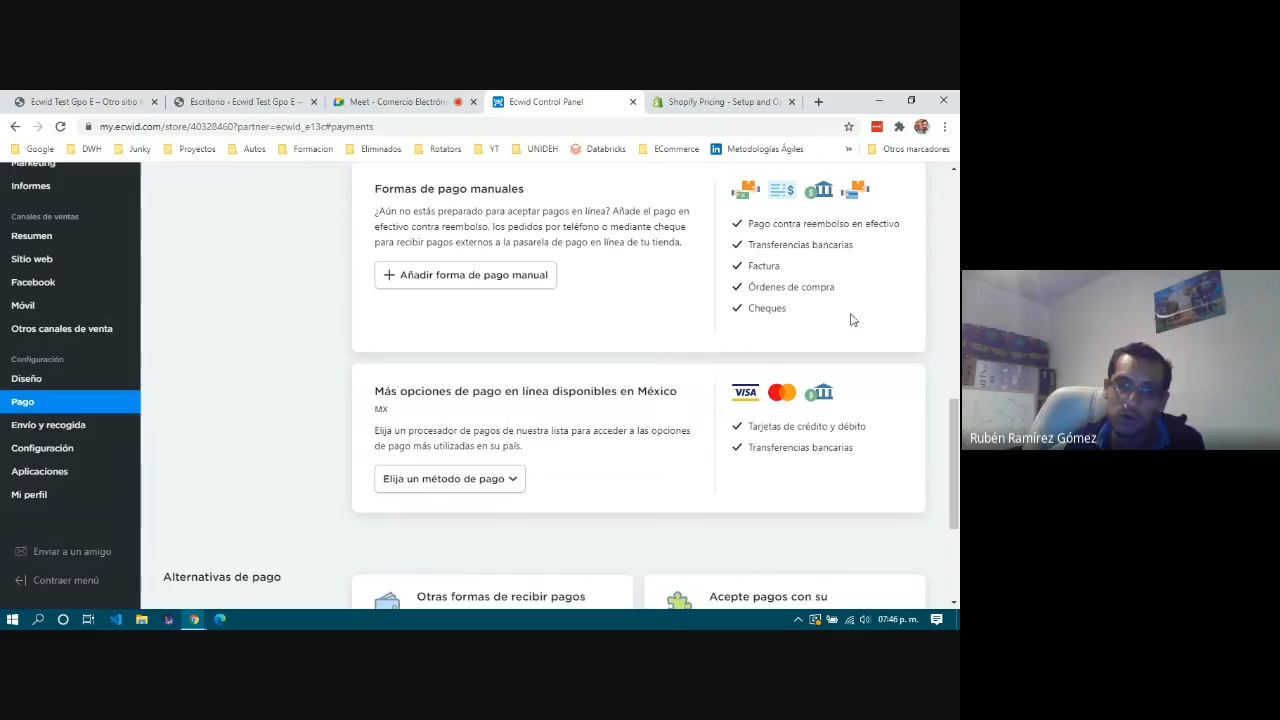 Ecwid Test Gpo E – Otro sitio
Escritorio ‹ Ecwid Test Gpo E —
Meet - Comercio Electróni
Ecwid Control Panel
Shopify Pricing - Setup and Op
my.ecwid.com/store/40328460?partner=ecwid_e13c#payments
Google
DWH
Junky
Proyectos
Autos
Formacion
Eliminados
Rotators
YT
UNIDEH
Databricks
ECommerce
Metodologías Ágiles
»
Otros marcadores
Marketing
Informes
Canales de ventas
Resumen
Sitio web
Facebook
Móvil
Otros canales de venta
Configuración
Diseño
Pago
Envío y recogida
Configuración
Aplicaciones
Mi perfil
Enviar a un amigo
Contraer menú
Formas de pago manuales
¿Aún no estás preparado para aceptar pagos en línea? Añade el pago en
efectivo contra reembolso, los pedidos por teléfono o mediante cheque
para recibir pagos externos a la pasarela de pago en línea de tu tienda.
+ Añadir forma de pago manual
Pago contra reembolso en efectivo
Transferencias bancarias
Factura
Órdenes de compra
Cheques
Más opciones de pago en línea disponibles en México
MX
Elija un procesador de pagos de nuestra lista para acceder a las opciones
de pago más utilizadas en su país.
Elija un método de pago
VISA
Tarjetas de crédito y débito
Transferencias bancarias
Alternativas de pago
Otras formas de recibir pagos
Acepte pagos con su
07:46 p. m.
Rubén Ramírez Gómez